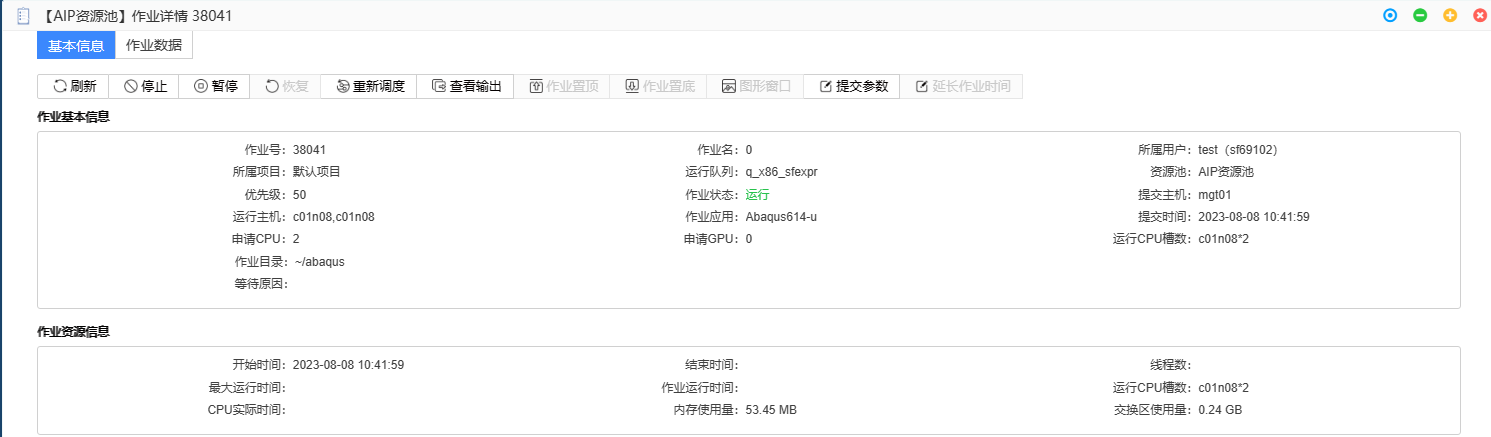 【AIP资源池】作业详情 38041
基本信息 作业数据
刷新 停止 暂停 恢复 重新调度 查看输出 作业置顶 作业置底 图形窗口 提交参数 延长作业时间
作业基本信息
作业号：38041 作业名：0 所属用户：test（sf69102）
所属项目：默认项目 运行队列：q_x86_sfexpr 资源池：AIP资源池
优先级：50 作业状态：运行 提交主机：mgt01
运行主机：c01n08,c01n08 作业应用：Abaqus614-u 提交时间：2023-08-08 10:41:59
申请CPU：2 申请GPU：0 运行CPU槽数：c01n08*2
作业目录：~/abaqus
等待原因：
作业资源信息
开始时间：2023-08-08 10:41:59 结束时间： 线程数：
最大运行时间： 作业运行时间： 运行CPU槽数：c01n08*2
CPU实际时间： 内存使用量：53.45 MB 交换区使用量：0.24 GB